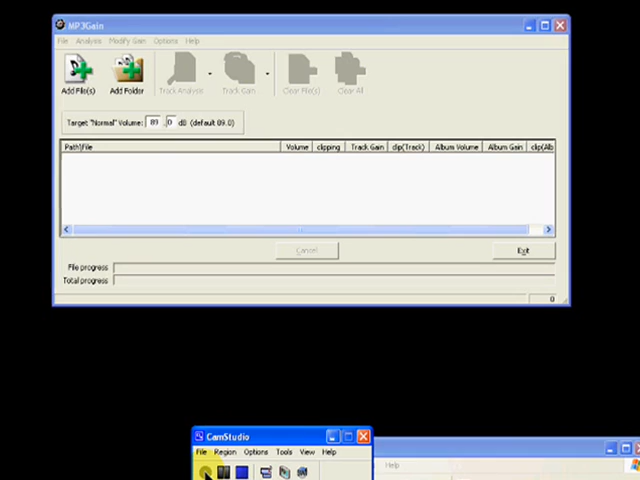 MP3Gain
File Analysis Modify Gain Options Help
Add File(s) Add Folder Track Analysis Track Gain Clear File(s) Clear All
Target "Normal" Volume: 89 . 0 dB (default 89.0)
Path\File Volume clipping Track Gain clip(Track) Album Volume Album Gain clip(Alb
Cancel Exit
File progress
Total progress
0
CamStudio
File Region Options Tools View Help
Help